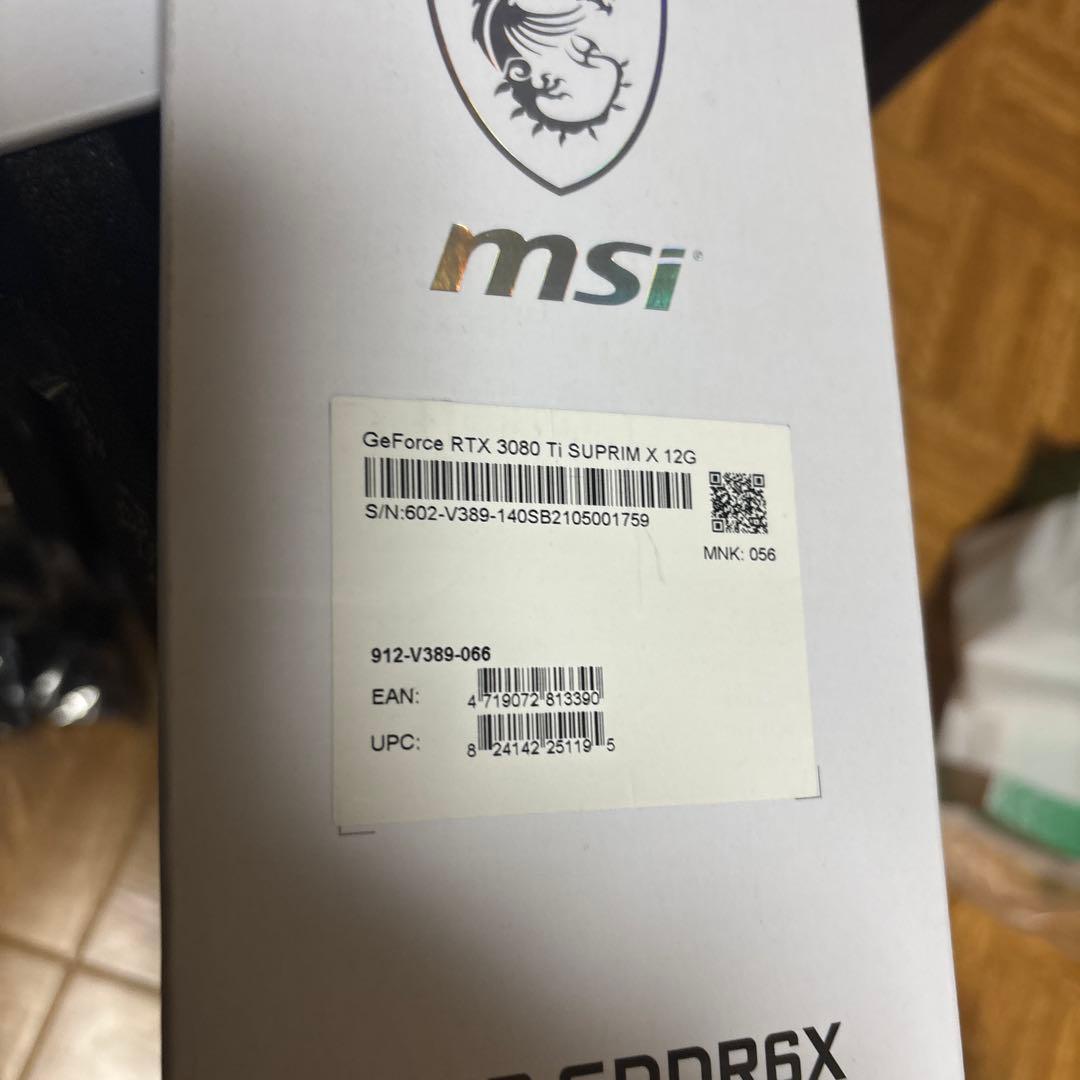 msi
GeForce RTX 3080 Ti SUPRIM X 12G
S/N:602-V389-140SB2105001759
MNK: 056
912-V389-066
EAN: 4 719072 813390
UPC: 8 24142 25119 5
GDDR6X